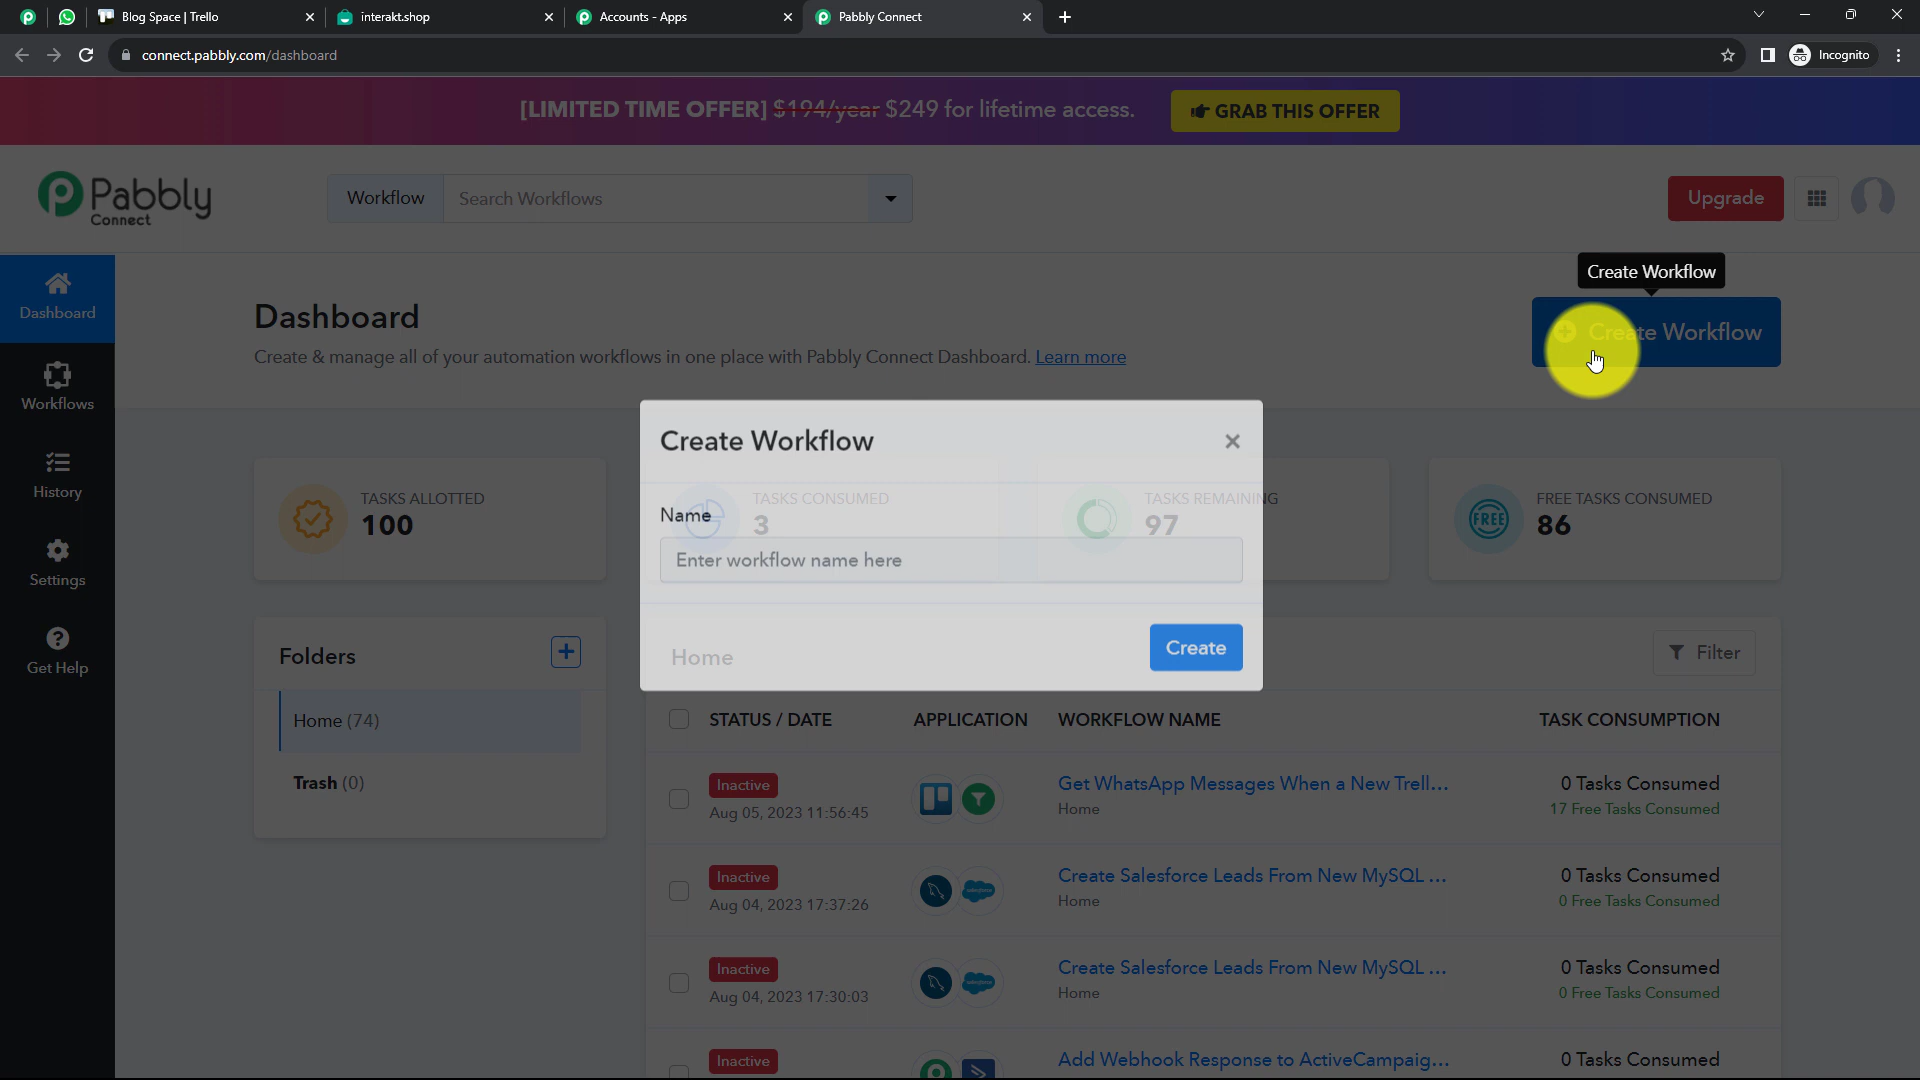 Blog Space | Trello
interakt.shop
Accounts - Apps
Pabbly Connect
connect.pabbly.com/dashboard
Incognito
[LIMITED TIME OFFER] $194/year $249 for lifetime access.
GRAB THIS OFFER
Pabbly
Connect
Workflow
Search Workflows
Upgrade
Create Workflow
Dashboard
Dashboard
Create Workflow
Create & manage all of your automation workflows in one place with Pabbly Connect Dashboard. Learn more
Workflows
History
Settings
Get Help
Create Workflow
TASKS ALLOTTED
100
TASKS CONSUMED
3
TASKS REMAINING
97
FREE TASKS CONSUMED
86
FREE
Name
Enter workflow name here
Create
Folders
Home
Filter
Home (74)
Trash (0)
STATUS / DATE APPLICATION WORKFLOW NAME TASK CONSUMPTION
Inactive
Aug 05, 2023 11:56:45
Get WhatsApp Messages When a New Trell...
Home
0 Tasks Consumed
17 Free Tasks Consumed
Inactive
Aug 04, 2023 17:37:26
Create Salesforce Leads From New MySQL ...
Home
0 Tasks Consumed
0 Free Tasks Consumed
Inactive
Aug 04, 2023 17:30:03
Create Salesforce Leads From New MySQL ...
Home
0 Tasks Consumed
0 Free Tasks Consumed
Inactive
Add Webhook Response to ActiveCampaig...
0 Tasks Consumed